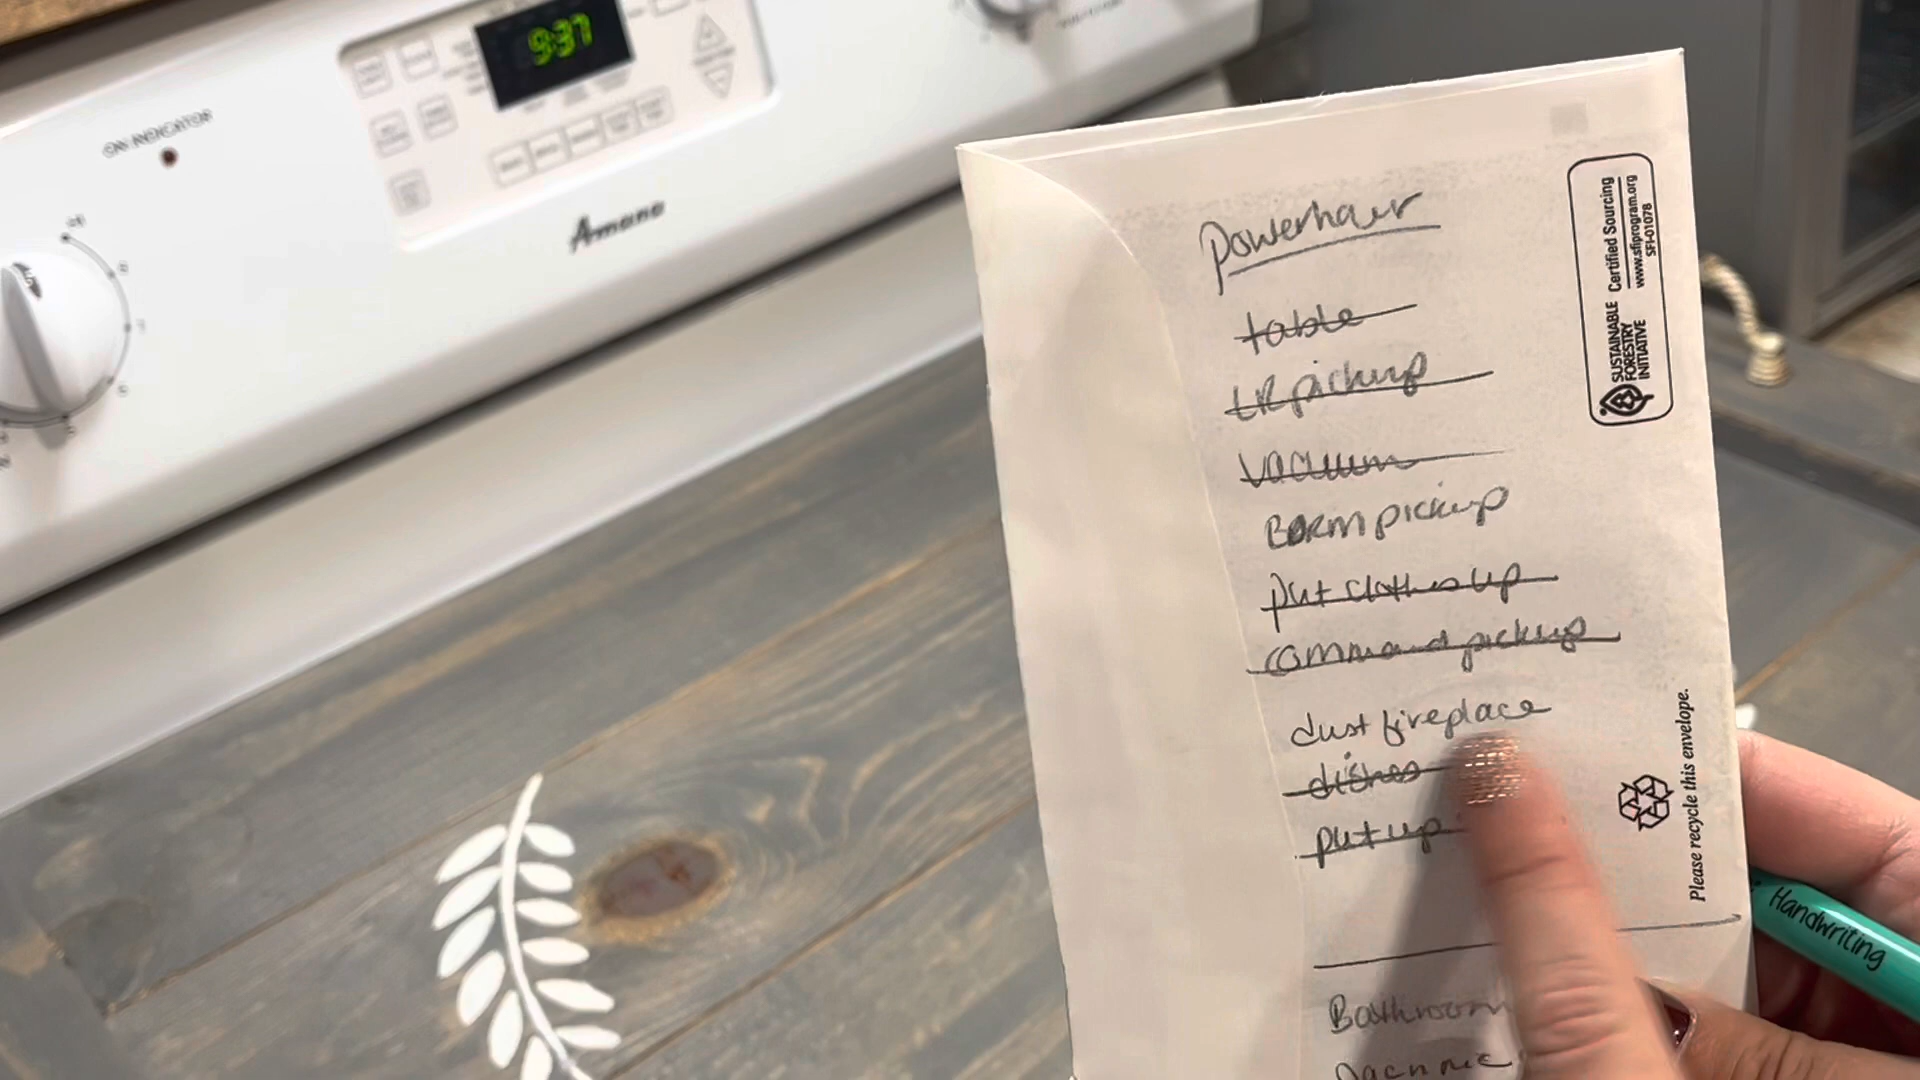 9:37
ON INDICATOR
Amana
Powerhour
table
LR pickup
vacuum
BDRM pickup
put clothes up
command pickup
dust fireplace
dishes
put up
Bathroom
SUSTAINABLE
FORESTRY
INITIATIVE
Certified Sourcing
www.sfiprogram.org
SFI-01078
Please recycle this envelope.
Handwriting